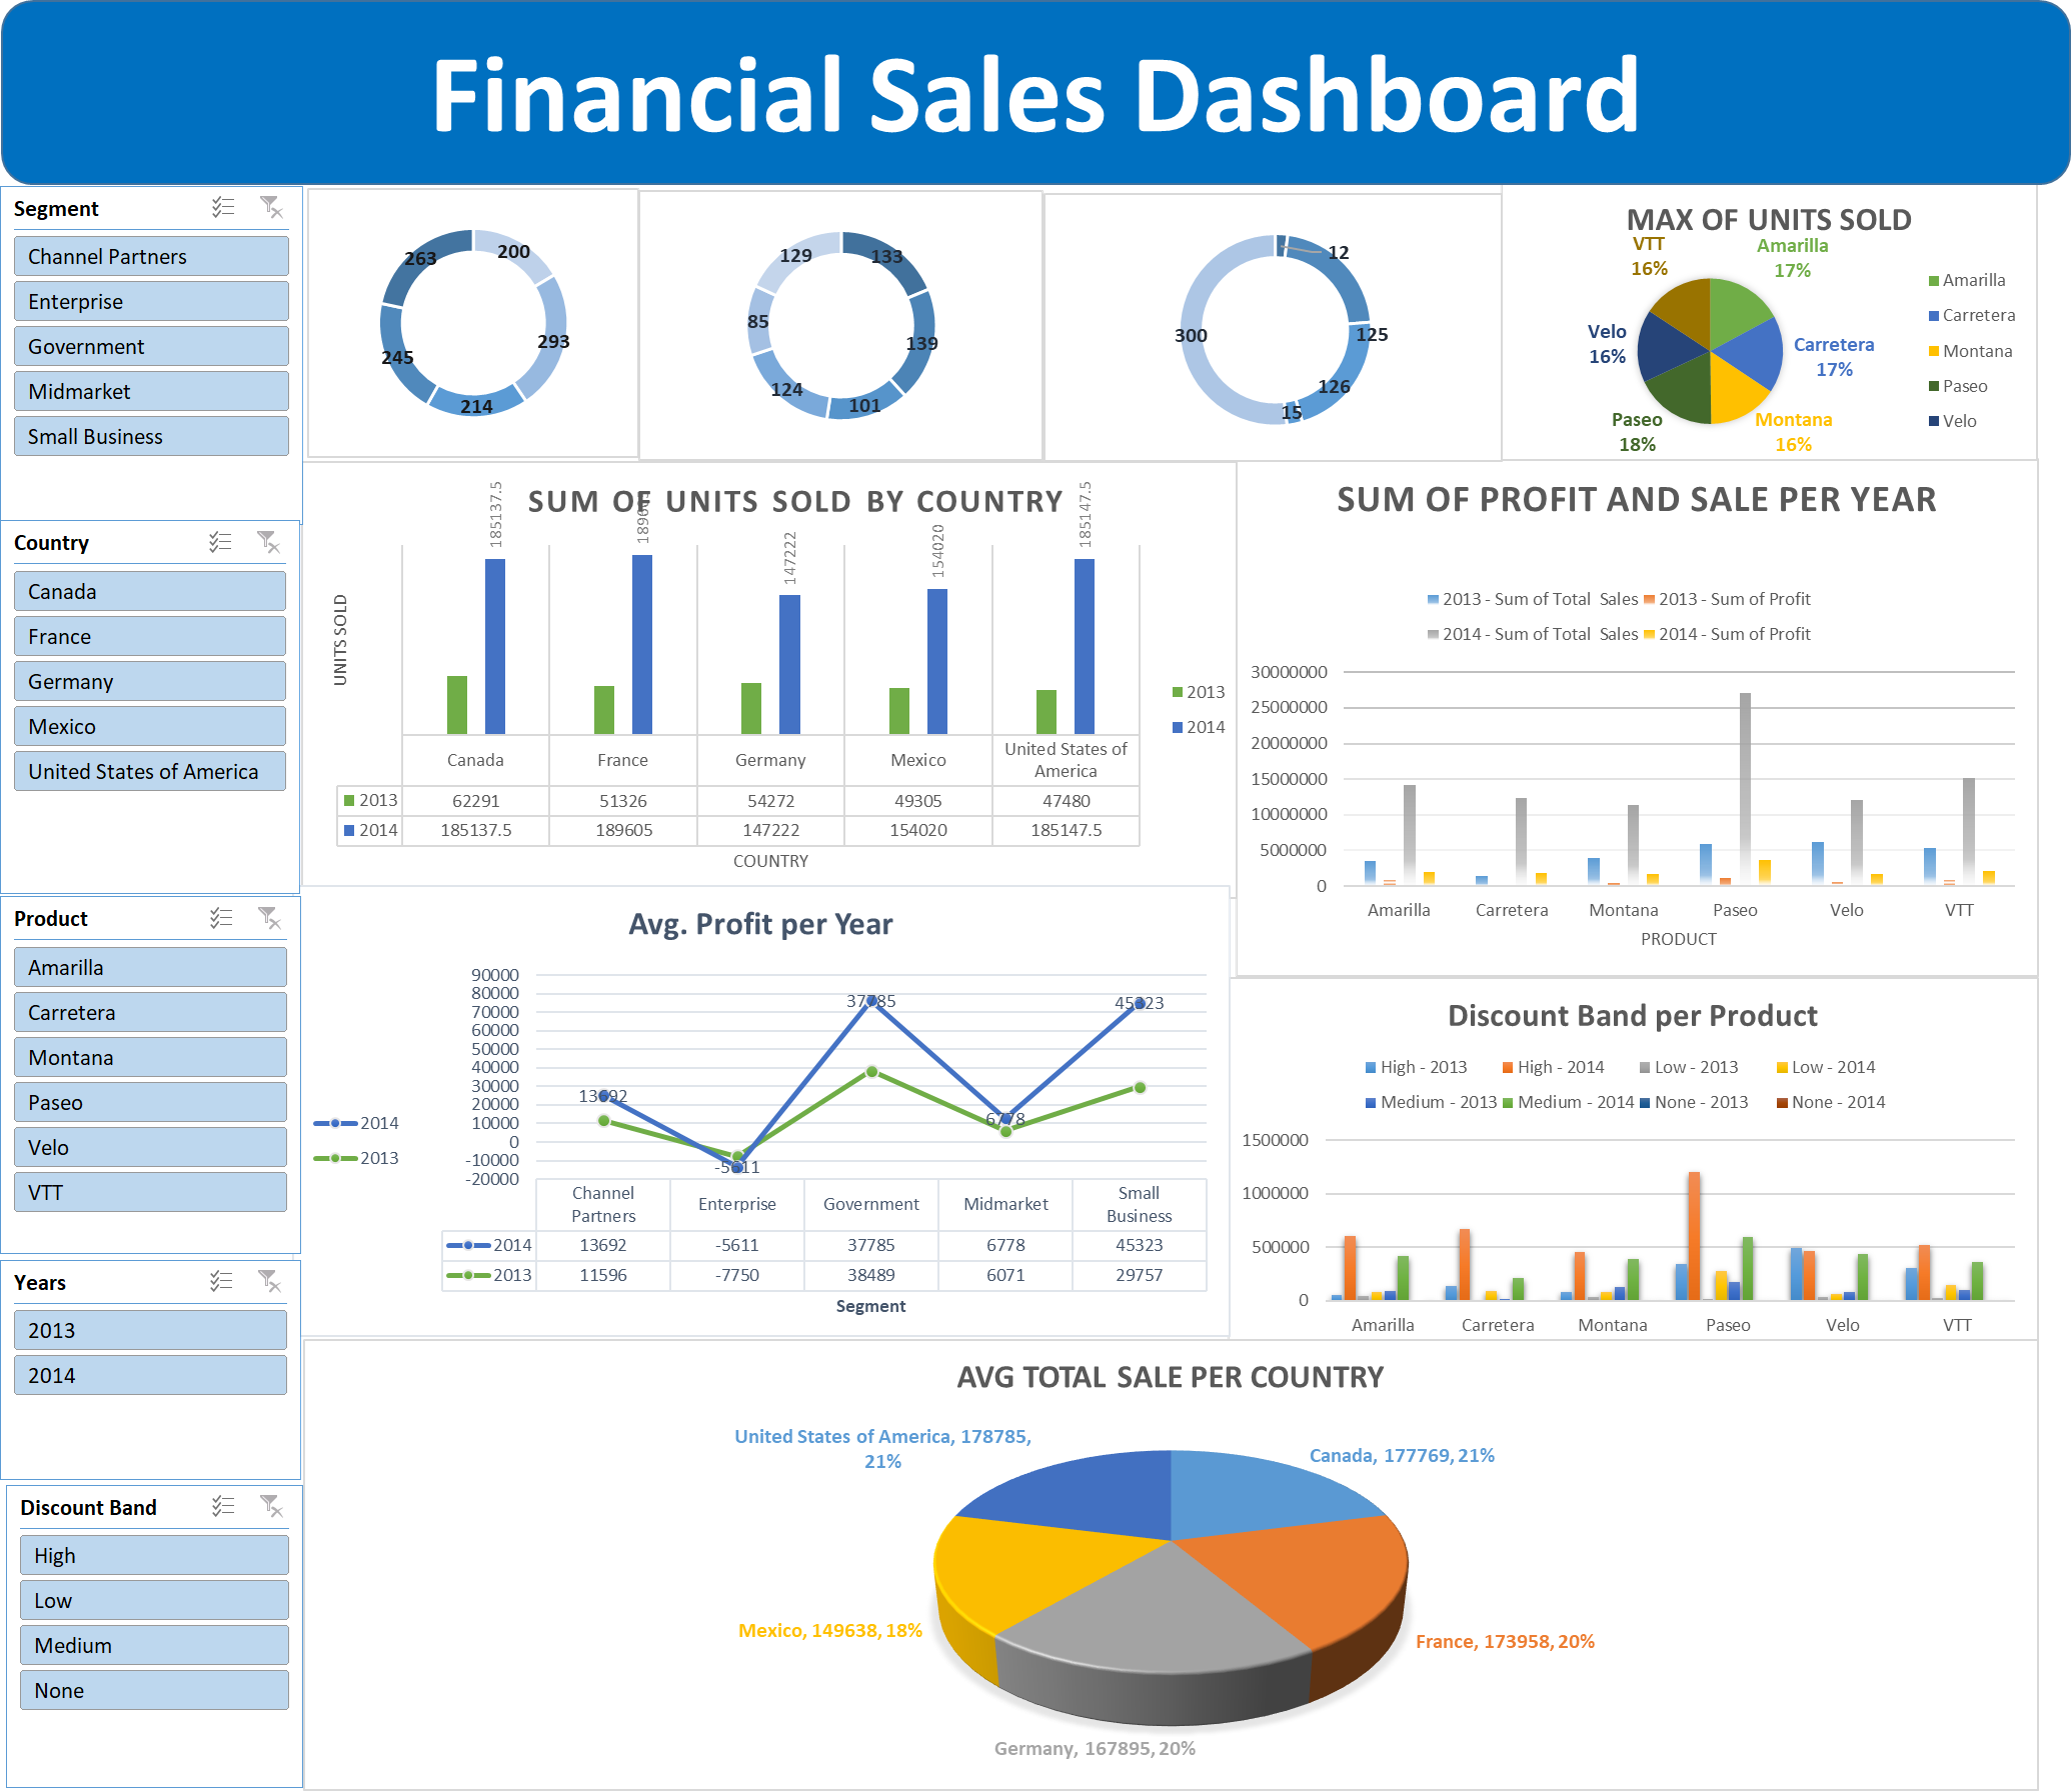 Financial Sales Dashboard
Segment
Channel Partners
Enterprise
Government
Midmarket
Small Business
Country
Canada
France
Germany
Mexico
United States of America
Product
Amarilla
Carretera
Montana
Paseo
Velo
VTT
Years
2013
2014
Discount Band
High
Low
Medium
None
263
200
245
293
214
129
133
85
139
124
101
12
300
125
126
15
MAX OF UNITS SOLD
VTT
16%
Amarilla
17%
Velo
16%
Carretera
17%
Paseo
18%
Montana
16%
Amarilla
Carretera
Montana
Paseo
Velo
SUM OF UNITS SOLD BY COUNTRY
UNITS SOLD
185137.5
189605
147222
154020
185147.5
2013
2014
Canada
France
Germany
Mexico
United States of
America
2013 62291 51326 54272 49305 47480
2014 185137.5 189605 147222 154020 185147.5
COUNTRY
SUM OF PROFIT AND SALE PER YEAR
2013 - Sum of Total Sales 2013 - Sum of Profit
2014 - Sum of Total Sales 2014 - Sum of Profit
30000000
25000000
20000000
15000000
10000000
5000000
0
Amarilla Carretera Montana Paseo Velo VTT
PRODUCT
Avg. Profit per Year
2014
2013
90000
80000
70000
60000
50000
40000
30000
20000
10000
0
-10000
-20000
13692
-5611
37785
6778
45323
Channel
Partners
Enterprise
Government
Midmarket
Small
Business
2014 13692 -5611 37785 6778 45323
2013 11596 -7750 38489 6071 29757
Segment
Discount Band per Product
High - 2013 High - 2014 Low - 2013 Low - 2014
Medium - 2013 Medium - 2014 None - 2013 None - 2014
1500000
1000000
500000
0
Amarilla Carretera Montana Paseo Velo VTT
AVG TOTAL SALE PER COUNTRY
United States of America, 178785,
21%
Canada, 177769, 21%
Mexico, 149638, 18%
France, 173958, 20%
Germany, 167895, 20%